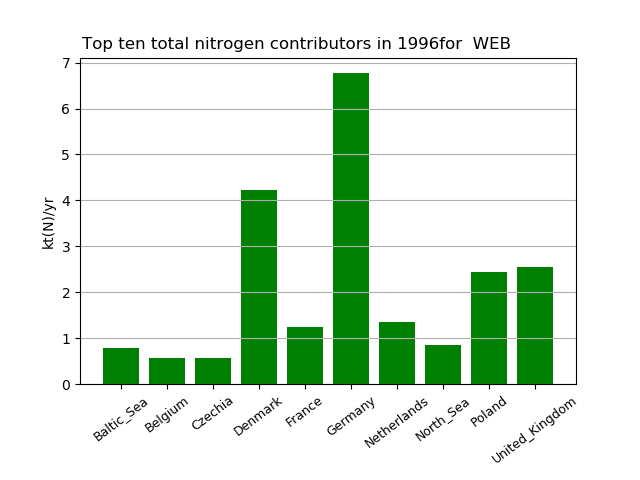 Top ten total nitrogen contributors in 1996for  WEB
kt(N)/yr
7
6
5
4
3
2
1
0
Baltic_Sea
Belgium
Czechia
Denmark
France
Germany
Netherlands
North_Sea
Poland
United_Kingdom